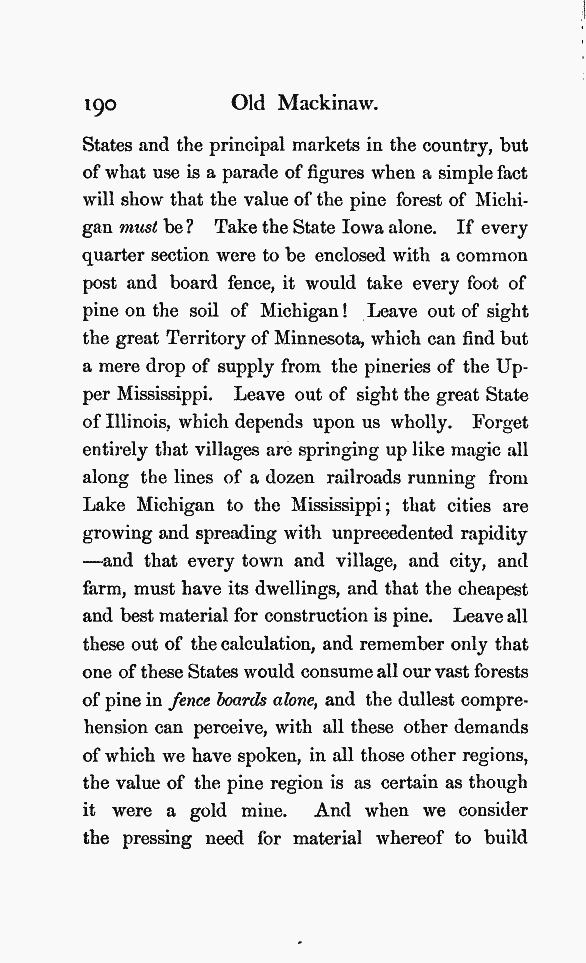 190 Old Mackinaw.
States and the principal markets in the country, but
of what use is a parade of figures when a simple fact
will show that the value of the pine forest of Michi-
gan must be? Take the State Iowa alone. If every
quarter section were to be enclosed with a common
post and board fence, it would take every foot of
pine on the soil of Michigan! Leave out of sight
the great Territory of Minnesota, which can find but
a mere drop of supply from the pineries of the Up-
per Mississippi. Leave out of sight the great State
of Illinois, which depends upon us wholly. Forget
entirely that villages are springing up like magic all
along the lines of a dozen railroads running from
Lake Michigan to the Mississippi; that cities are
growing and spreading with unprecedented rapidity
—and that every town and village, and city, and
farm, must have its dwellings, and that the cheapest
and best material for construction is pine. Leave all
these out of the calculation, and remember only that
one of these States would consume all our vast forests
of pine in fence boards alone, and the dullest compre-
hension can perceive, with all these other demands
of which we have spoken, in all those other regions,
the value of the pine region is as certain as though
it were a gold mine. And when we consider
the pressing need for material whereof to build